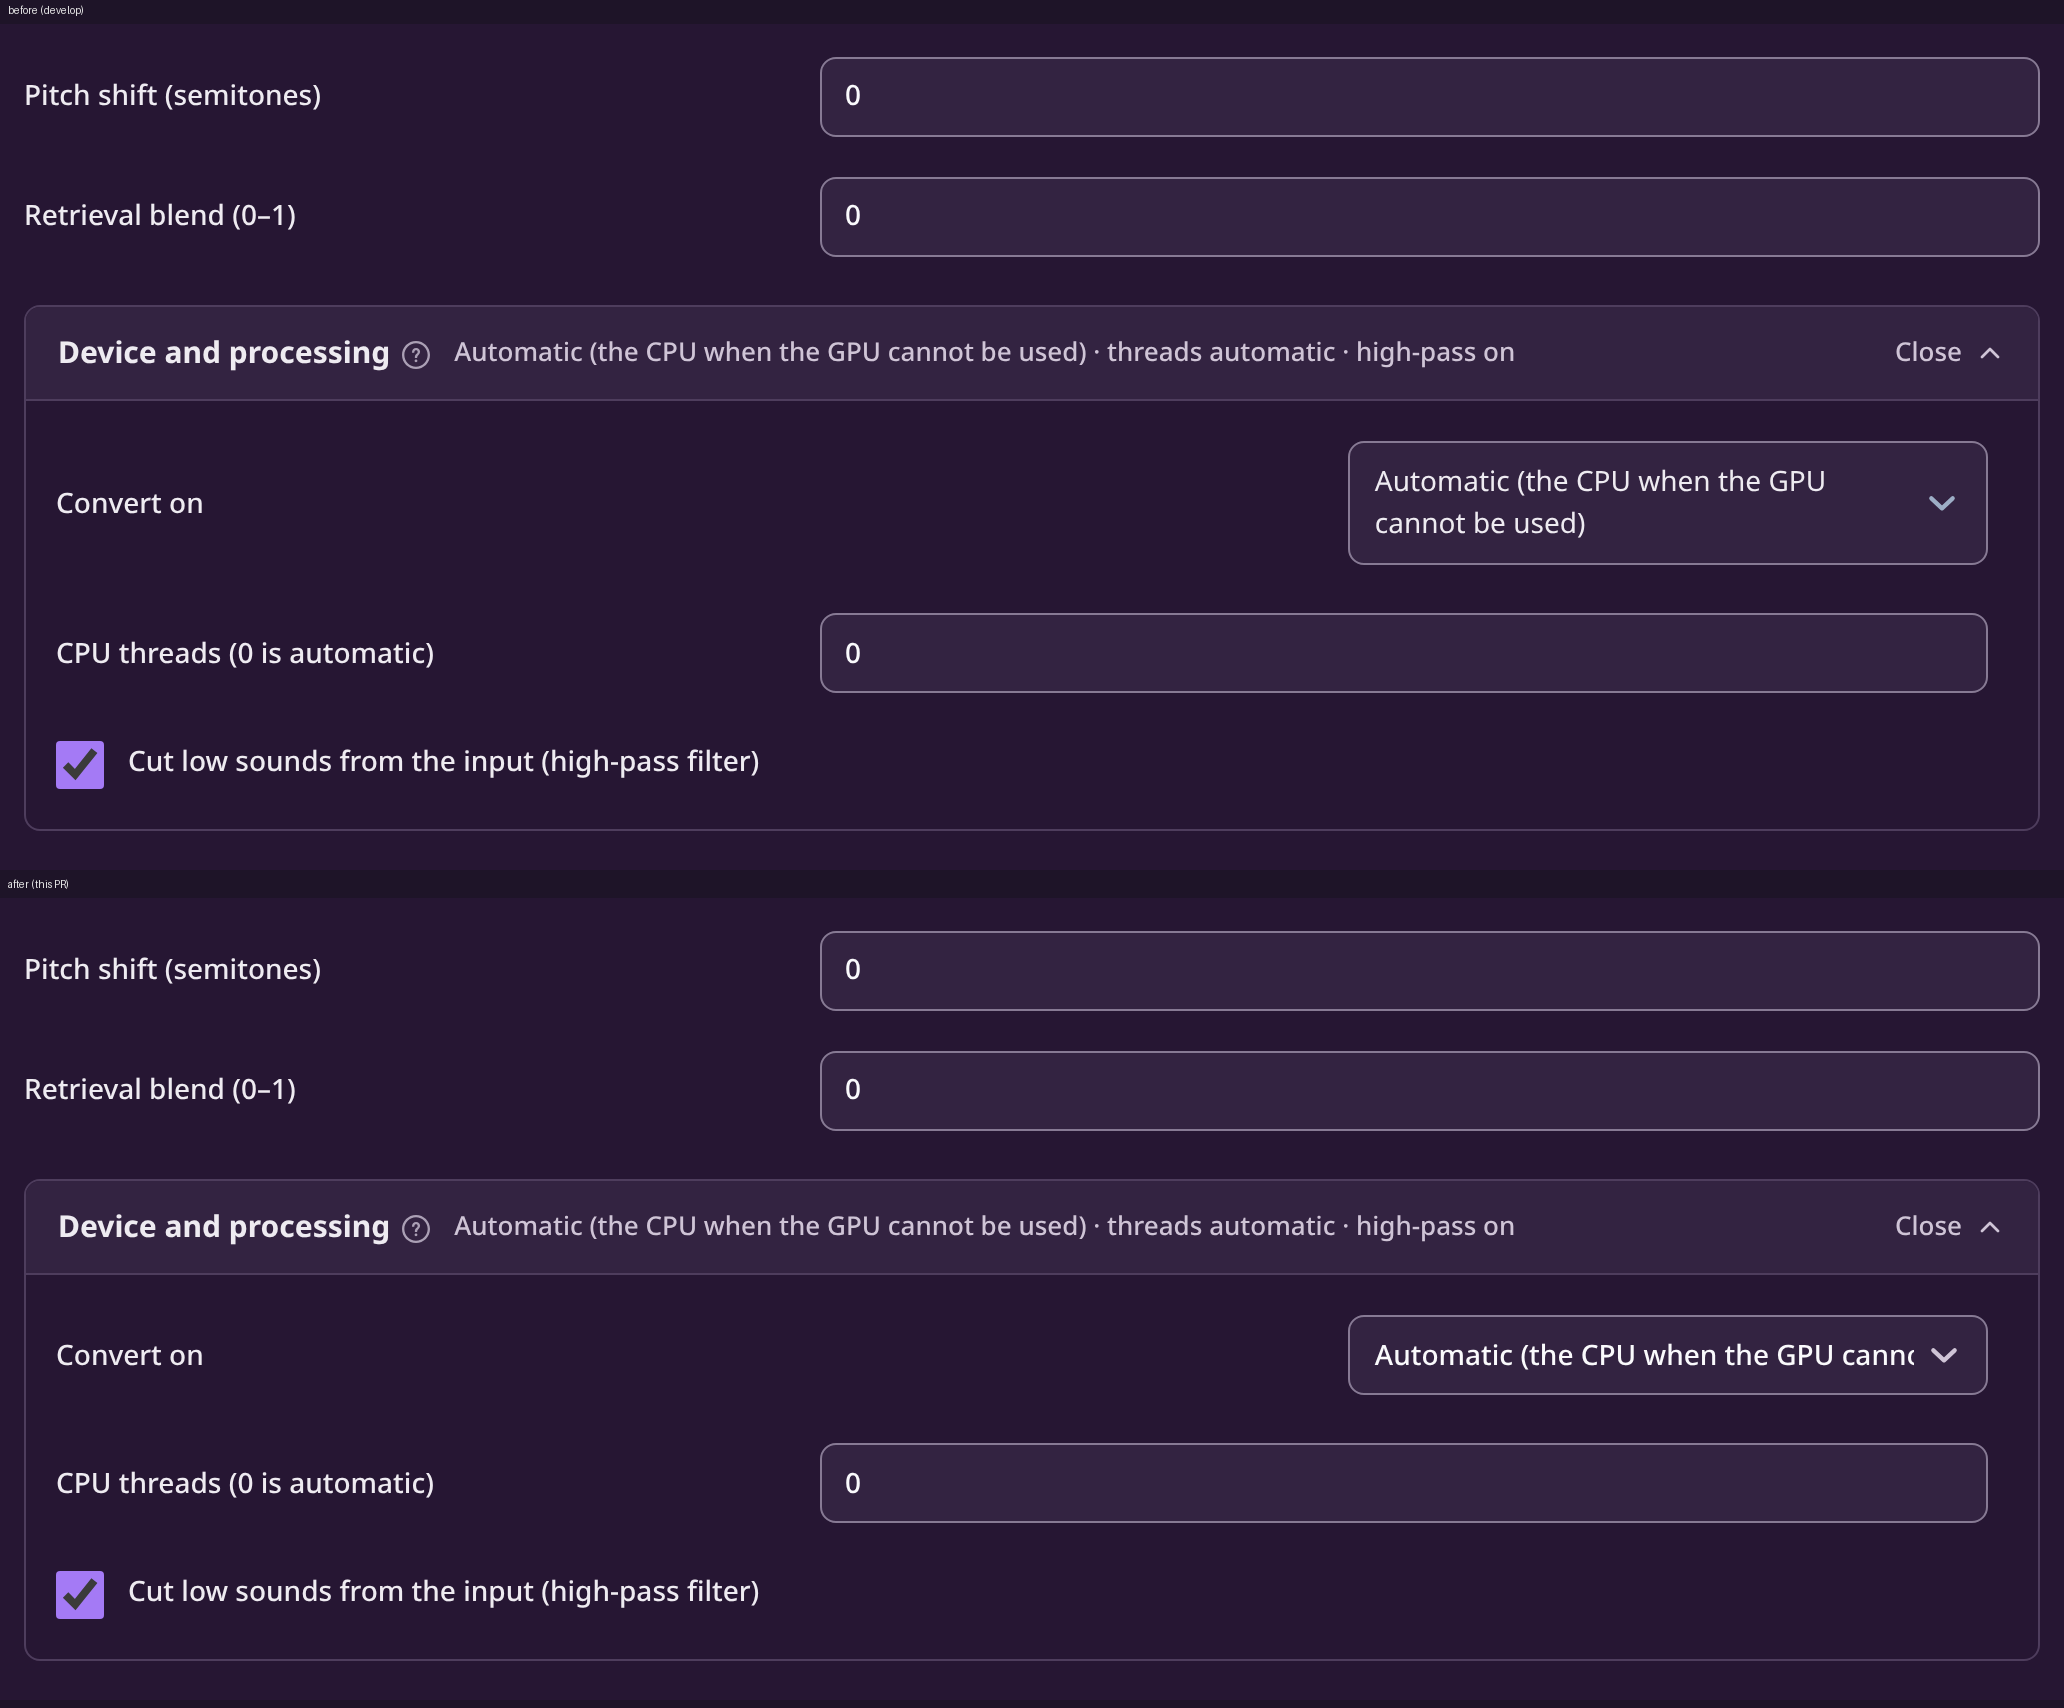 before (develop)
Pitch shift (semitones)
0
Retrieval blend (0–1)
0
Device and processing ? Automatic (the CPU when the GPU cannot be used) · threads automatic · high-pass on Close
Convert on
Automatic (the CPU when the GPU
cannot be used)
CPU threads (0 is automatic)
0
Cut low sounds from the input (high-pass filter)
after (this PR)
Pitch shift (semitones)
0
Retrieval blend (0–1)
0
Device and processing ? Automatic (the CPU when the GPU cannot be used) · threads automatic · high-pass on Close
Convert on
Automatic (the CPU when the GPU canno
CPU threads (0 is automatic)
0
Cut low sounds from the input (high-pass filter)